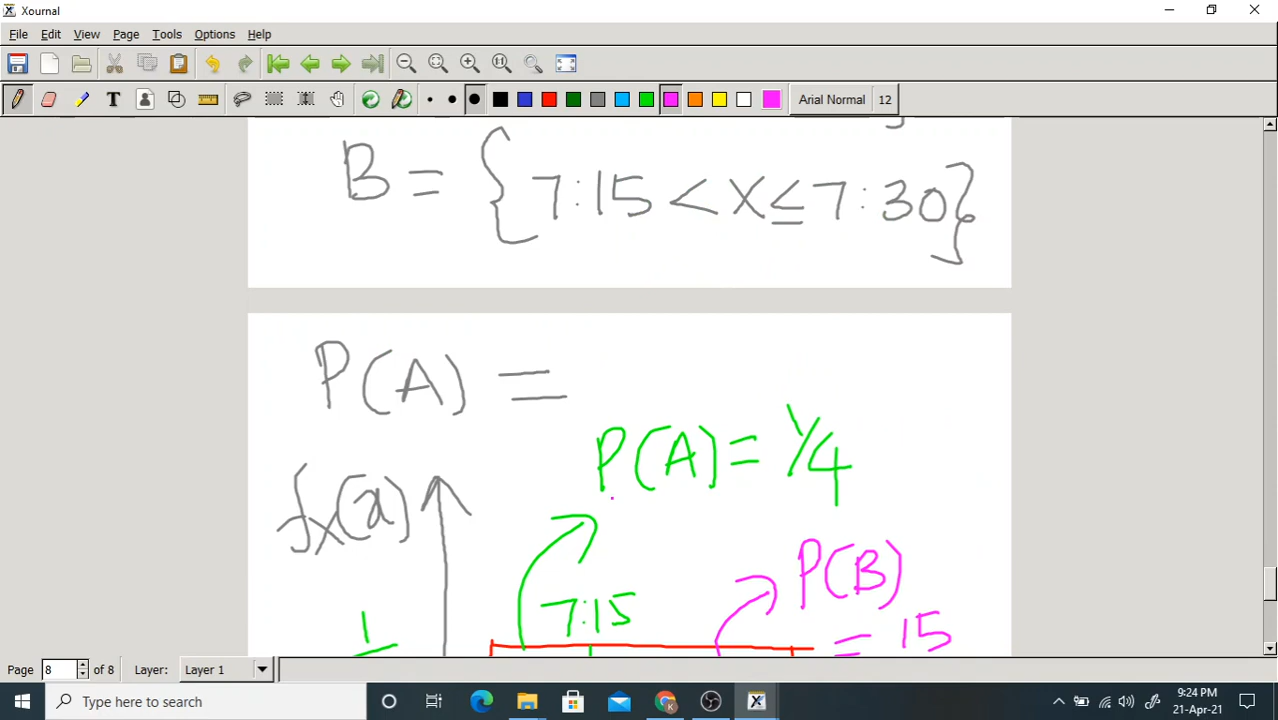 Xournal
File Edit View Page Tools Options Help
T Arial Normal 12
B = {7:15 < X ≤ 7:30}
P(A) =
P(A) = 1/4
fx(x)
P(B)
7:15
= 15
1
Page 8 of 8 Layer: Layer 1
Type here to search
9:24 PM
21-Apr-21